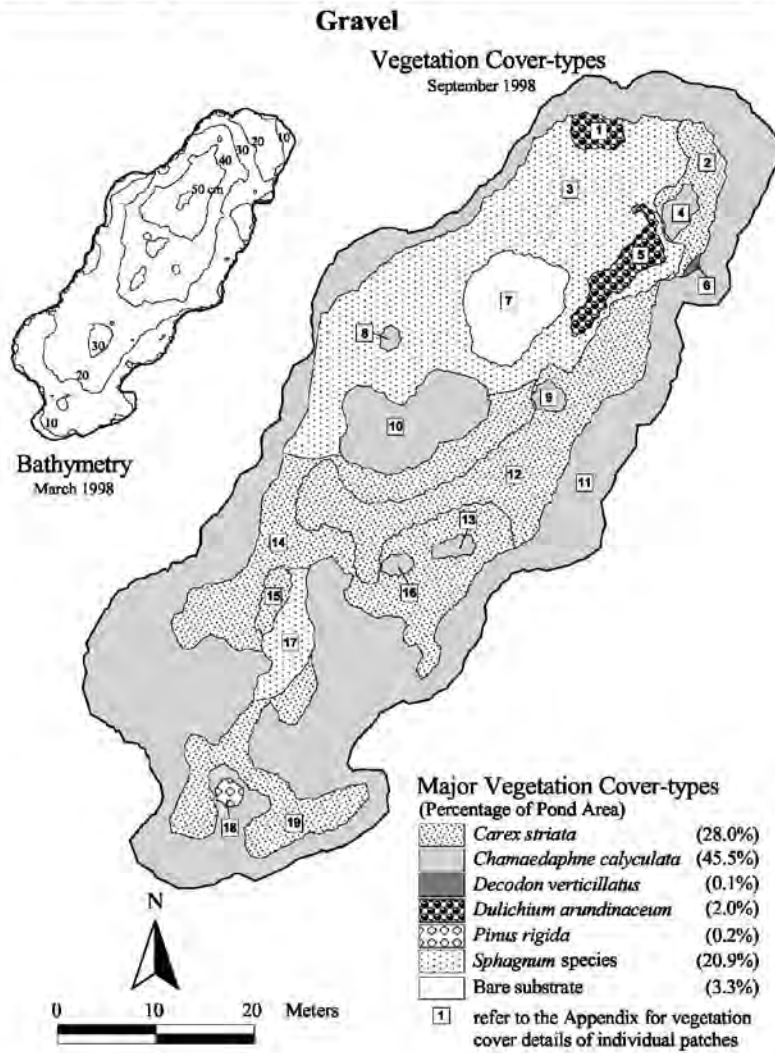 Gravel
Vegetation Cover-types
September 1998
10
20
30
40
50 cm
30
20
10
Bathymetry
March 1998
1
2
3
4
5
6
7
8
9
10
11
12
13
14
15
16
17
18
19
Major Vegetation Cover-types
(Percentage of Pond Area)
Carex striata (28.0%)
Chamaedaphne calyculata (45.5%)
Decodon verticillatus (0.1%)
Dulichium arundinaceum (2.0%)
Pinus rigida (0.2%)
Sphagnum species (20.9%)
Bare substrate (3.3%)
1 refer to the Appendix for vegetation
cover details of individual patches
N
0 10 20 Meters